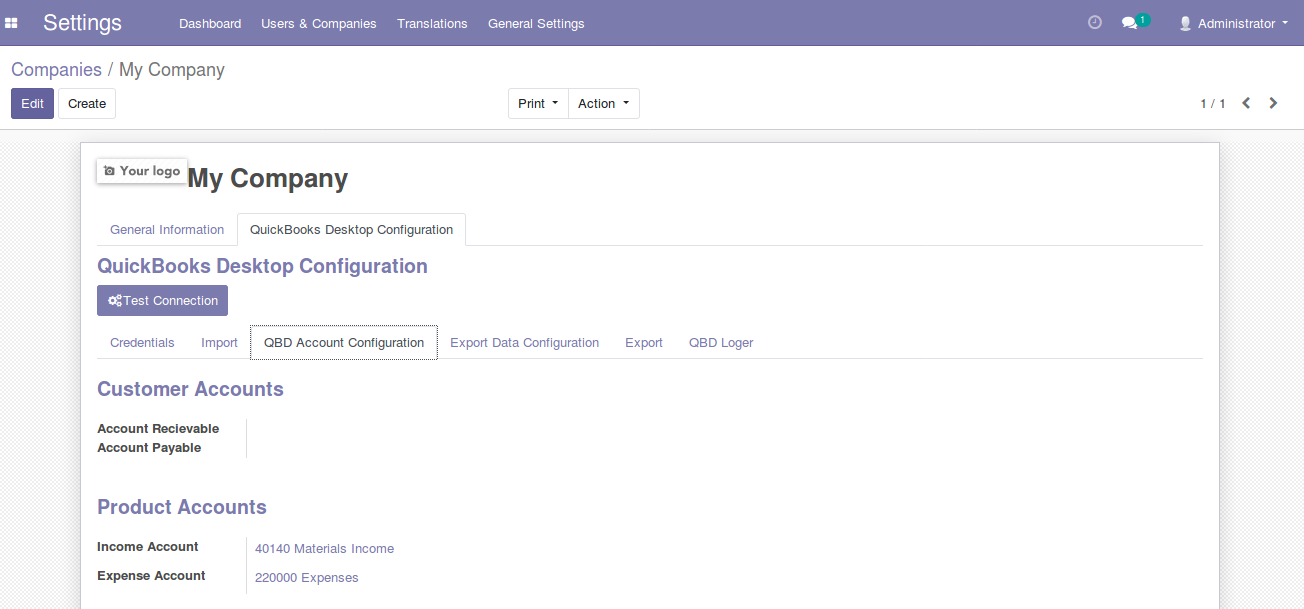 Settings Dashboard Users & Companies Translations General Settings 1 Administrator
Companies / My Company
Edit Create Print Action 1 / 1
Your logo My Company
General Information QuickBooks Desktop Configuration
QuickBooks Desktop Configuration
Test Connection
Credentials Import QBD Account Configuration Export Data Configuration Export QBD Loger
Customer Accounts
Account Recievable
Account Payable
Product Accounts
Income Account 40140 Materials Income
Expense Account 220000 Expenses